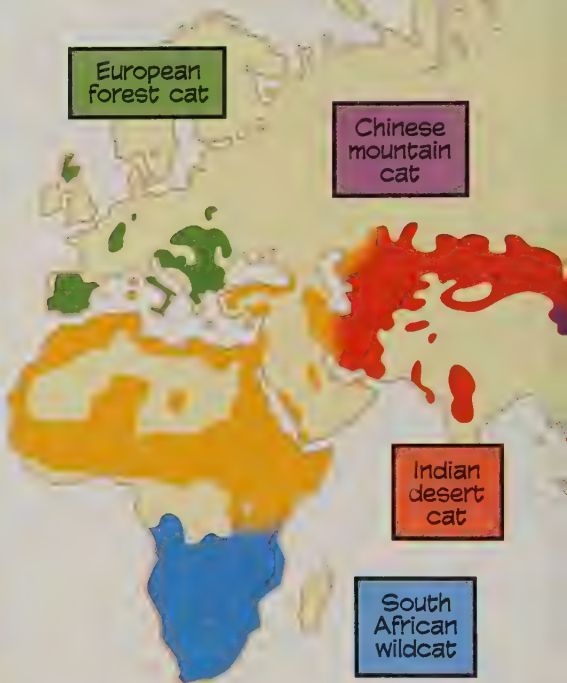 European
forest cat
Chinese
mountain
cat
Indian
desert
cat
South
African
wildcat